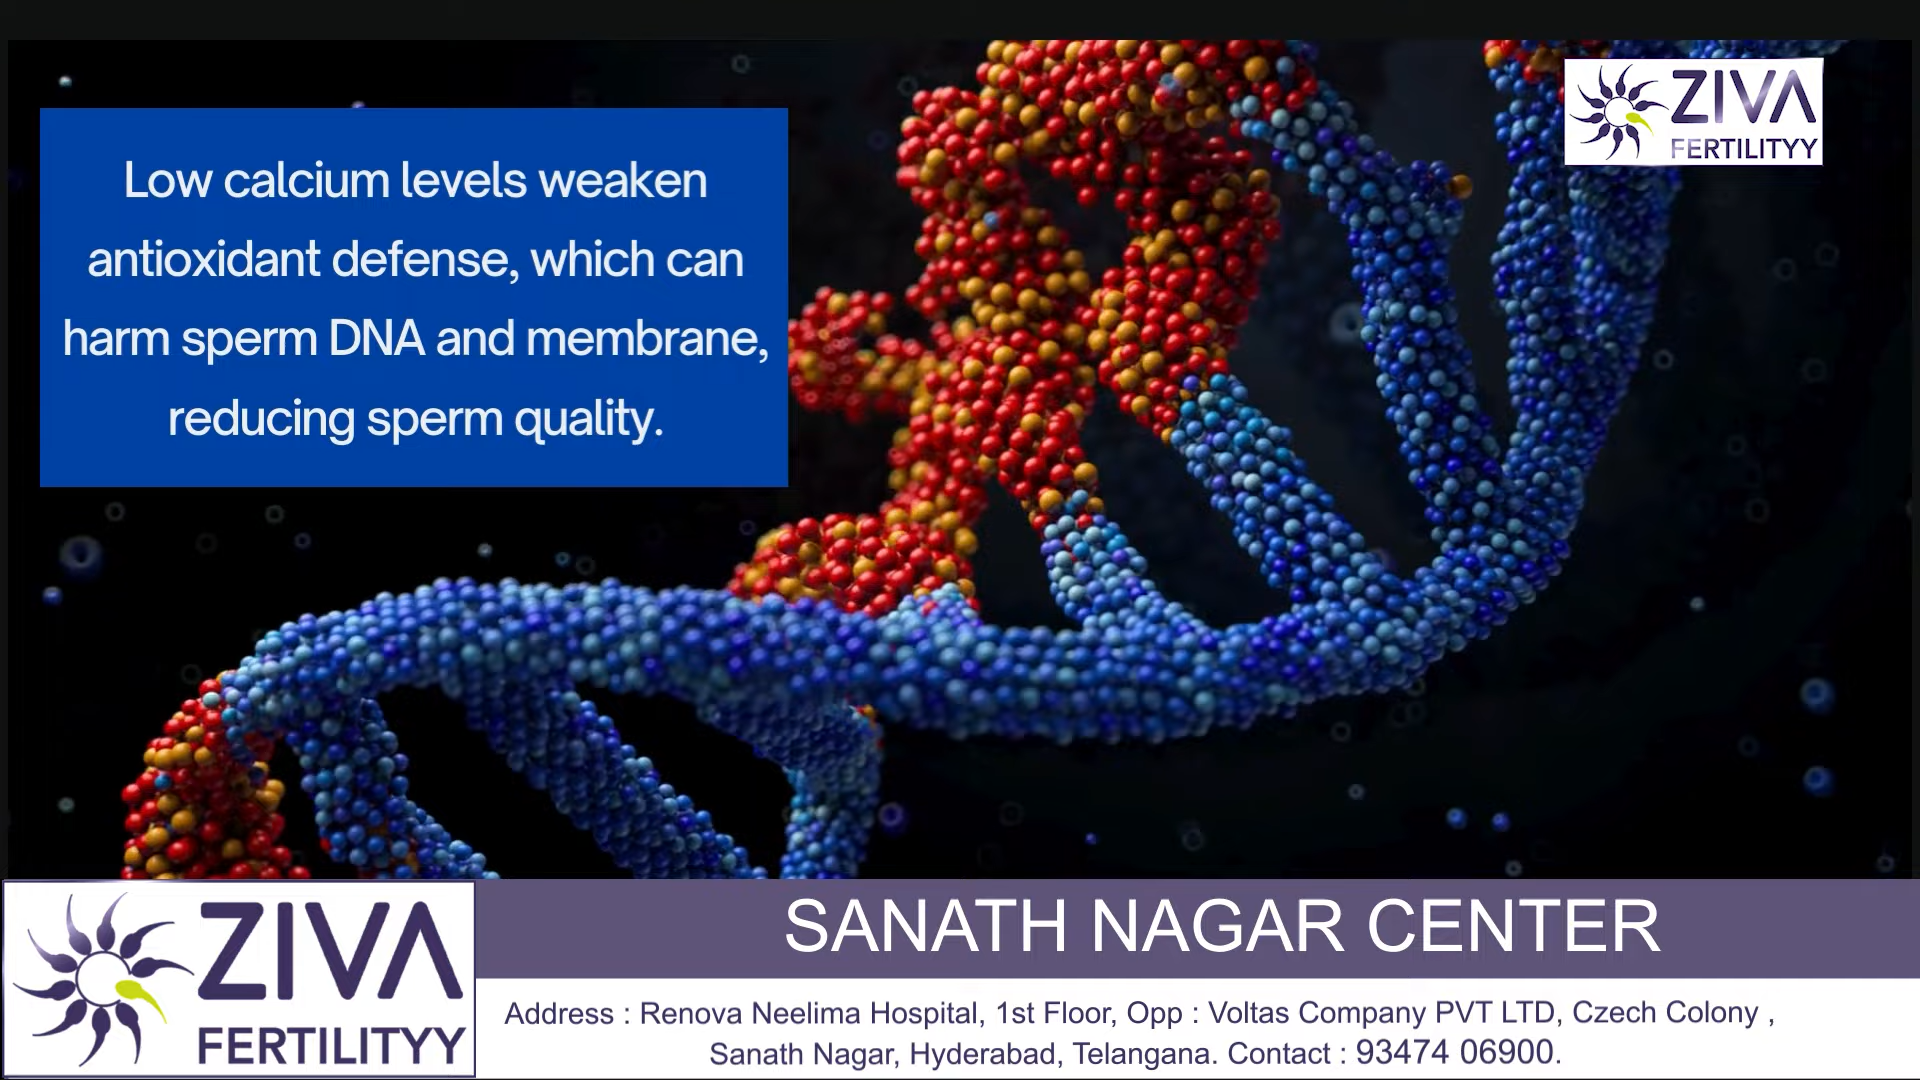 Low calcium levels weaken
antioxidant defense, which can
harm sperm DNA and membrane,
reducing sperm quality.
ZIVA
FERTILITYY
ZIVA
FERTILITYY
SANATH NAGAR CENTER
Address : Renova Neelima Hospital, 1st Floor, Opp : Voltas Company PVT LTD, Czech Colony ,
Sanath Nagar, Hyderabad, Telangana. Contact : 93474 06900.